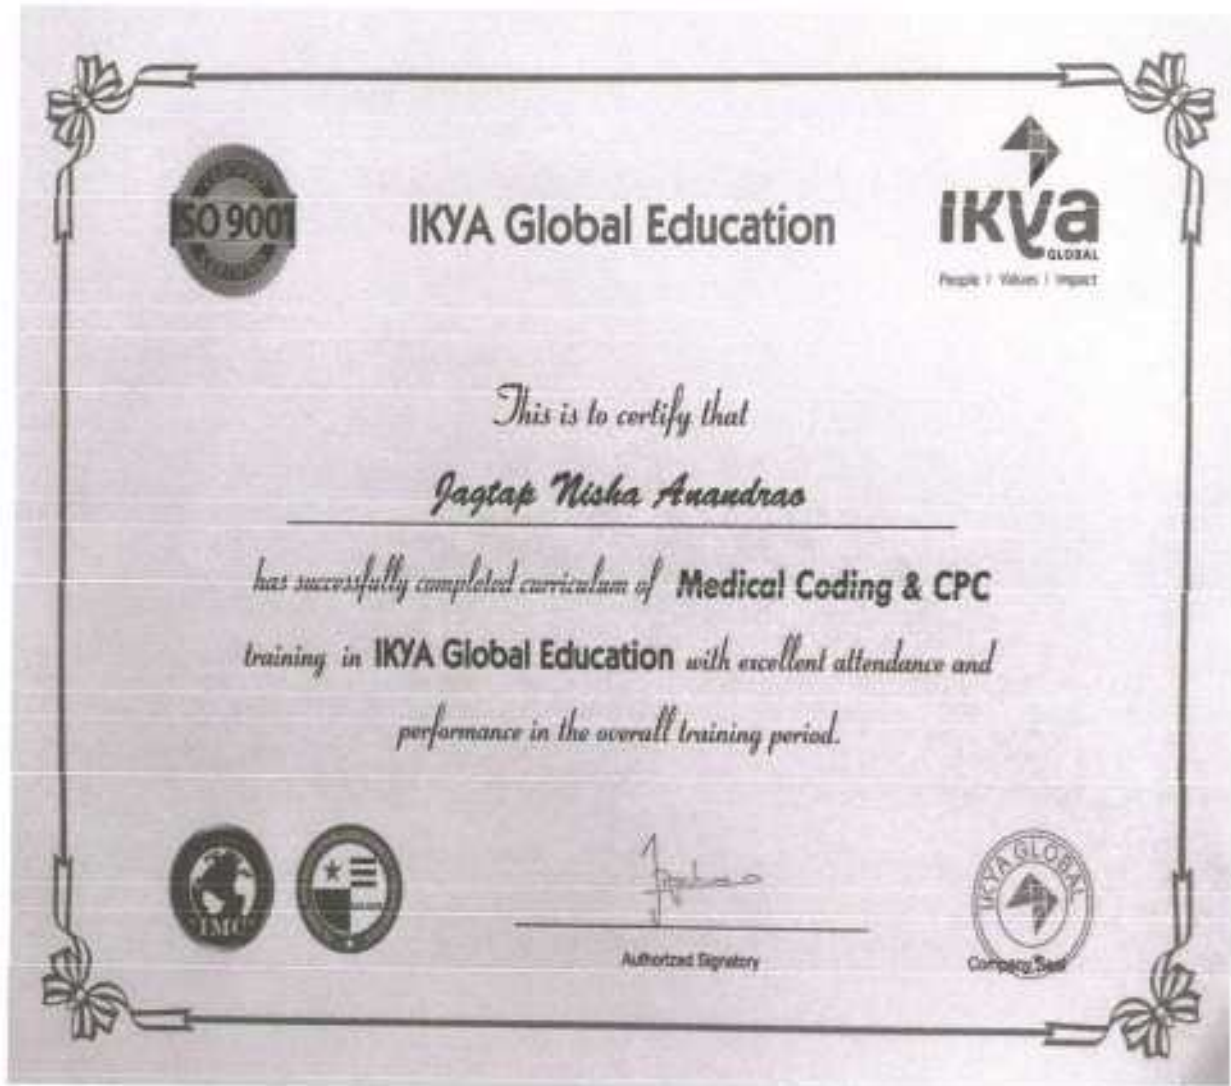 ISO 9001
IKYA Global Education
IKya
GLOBAL
People | Values | Impact
This is to certify that
Jagtap Nisha Anandrao
has successfully completed curriculum of Medical Coding & CPC
training in IKYA Global Education with excellent attendance and
performance in the overall training period.
IMC
Authorized Signatory
IKYA GLOBAL
Company Seal